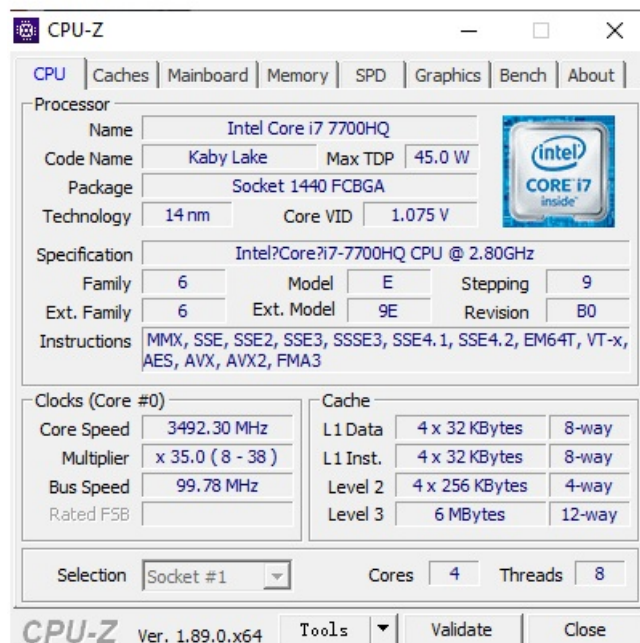 CPU-Z
CPU Caches Mainboard Memory SPD Graphics Bench About
Processor
Name Intel Core i7 7700HQ
Code Name Kaby Lake Max TDP 45.0 W
Package Socket 1440 FCBGA
Technology 14 nm Core VID 1.075 V
intel
CORE i7
inside™
Specification Intel?Core?i7-7700HQ CPU @ 2.80GHz
Family 6 Model E Stepping 9
Ext. Family 6 Ext. Model 9E Revision B0
Instructions MMX, SSE, SSE2, SSE3, SSSE3, SSE4.1, SSE4.2, EM64T, VT-x,
AES, AVX, AVX2, FMA3
Clocks (Core #0)
Core Speed 3492.30 MHz
Multiplier x 35.0 ( 8 - 38 )
Bus Speed 99.78 MHz
Rated FSB
Cache
L1 Data 4 x 32 KBytes 8-way
L1 Inst. 4 x 32 KBytes 8-way
Level 2 4 x 256 KBytes 4-way
Level 3 6 MBytes 12-way
Selection Socket #1 Cores 4 Threads 8
CPU-Z Ver. 1.89.0.x64 Tools Validate Close